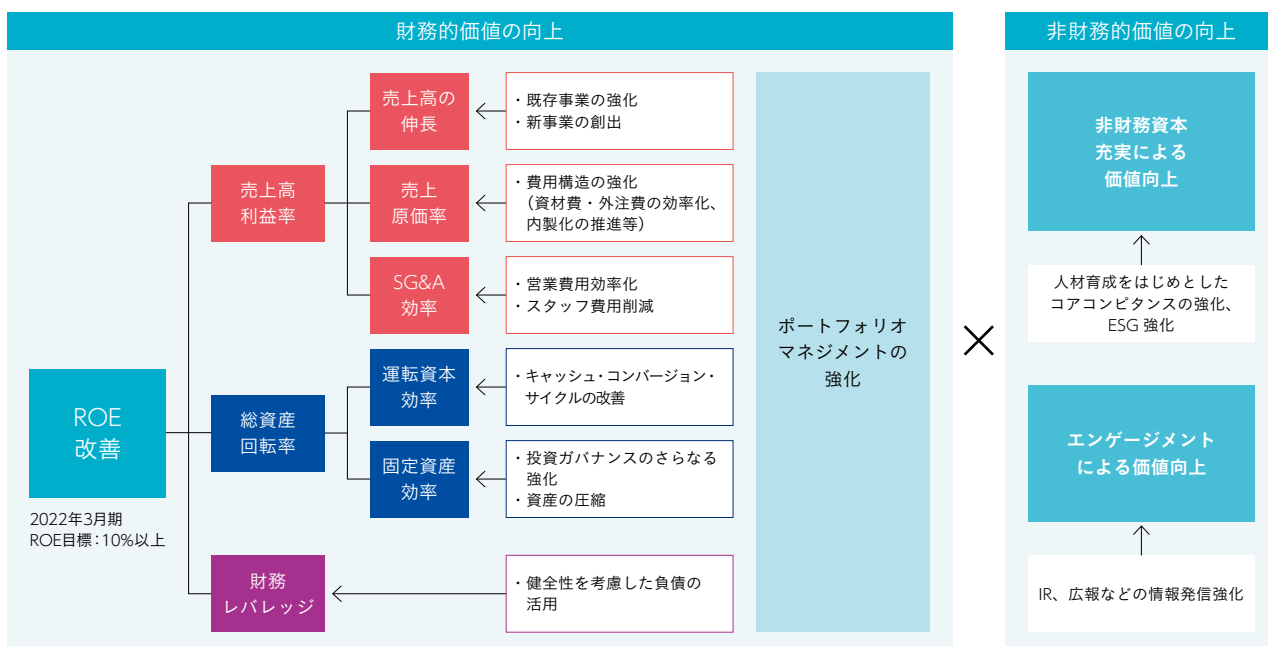 財務的価値の向上
ROE
改善
2022年3月期
ROE目標：10%以上
売上高
利益率
売上高の
伸長
・既存事業の強化
・新事業の創出
売上
原価率
・費用構造の強化
（資材費・外注費の効率化、
内製化の推進等）
SG&A
効率
・営業費用効率化
・スタッフ費用削減
総資産
回転率
運転資本
効率
・キャッシュ・コンバージョン・
サイクルの改善
固定資産
効率
・投資ガバナンスのさらなる
強化
・資産の圧縮
財務
レバレッジ
・健全性を考慮した負債の
活用
ポートフォリオ
マネジメントの
強化
×
非財務的価値の向上
非財務資本
充実による
価値向上
人材育成をはじめとした
コアコンピタンスの強化、
ESG 強化
エンゲージメント
による価値向上
IR、広報などの情報発信強化